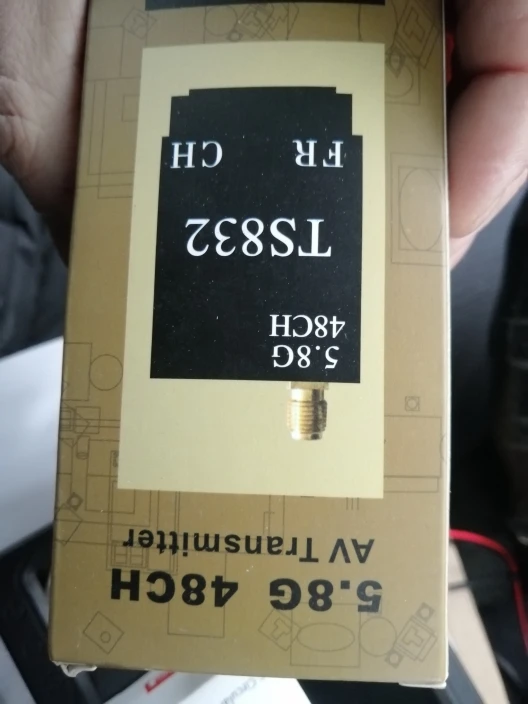 5.8G 48CH
AV Transmitter
5.8G
48CH
TS832
FR CH